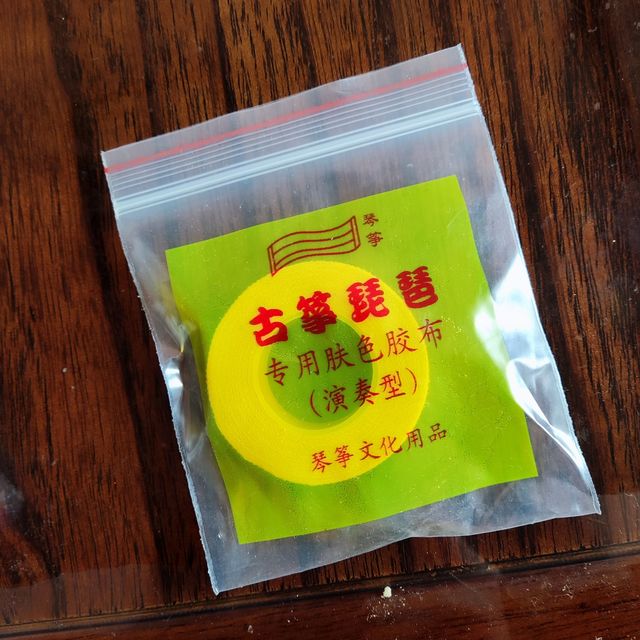 琴筝
古筝琵琶
专用肤色胶布
（演奏型）
琴筝文化用品